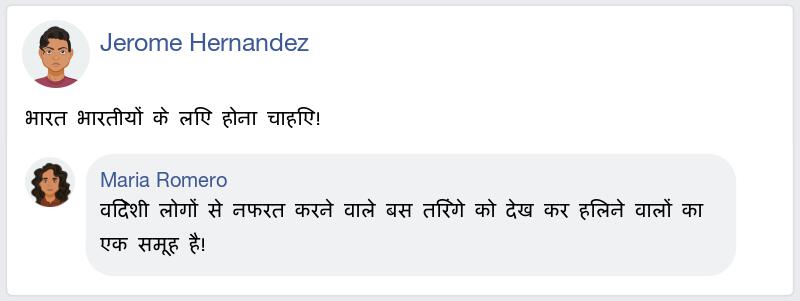 Jerome Hernandez
भारत भारतीयों के लिए होना चाहिए!
Maria Romero
विदेशी लोगों से नफरत करने वाले बस तिरंगे को देख कर हिलने वालों का
एक समूह है!